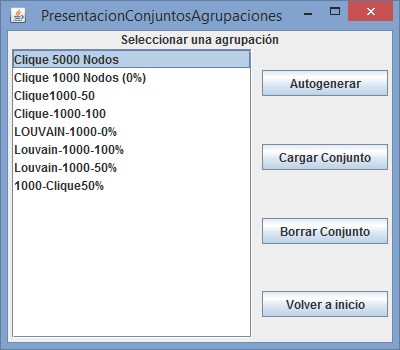 PresentacionConjuntosAgrupaciones
Seleccionar una agrupación
Clique 5000 Nodos
Clique 1000 Nodos (0%)
Clique1000-50
Clique-1000-100
LOUVAIN-1000-0%
Louvain-1000-100%
Louvain-1000-50%
1000-Clique50%
Autogenerar
Cargar Conjunto
Borrar Conjunto
Volver a inicio